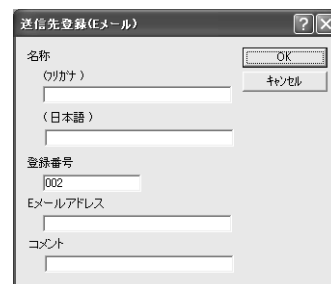 送信先登録(Eメール)
名称
OK
(フリガナ)
キャンセル
(日本語)
登録番号
002
Eメールアドレス
コメント